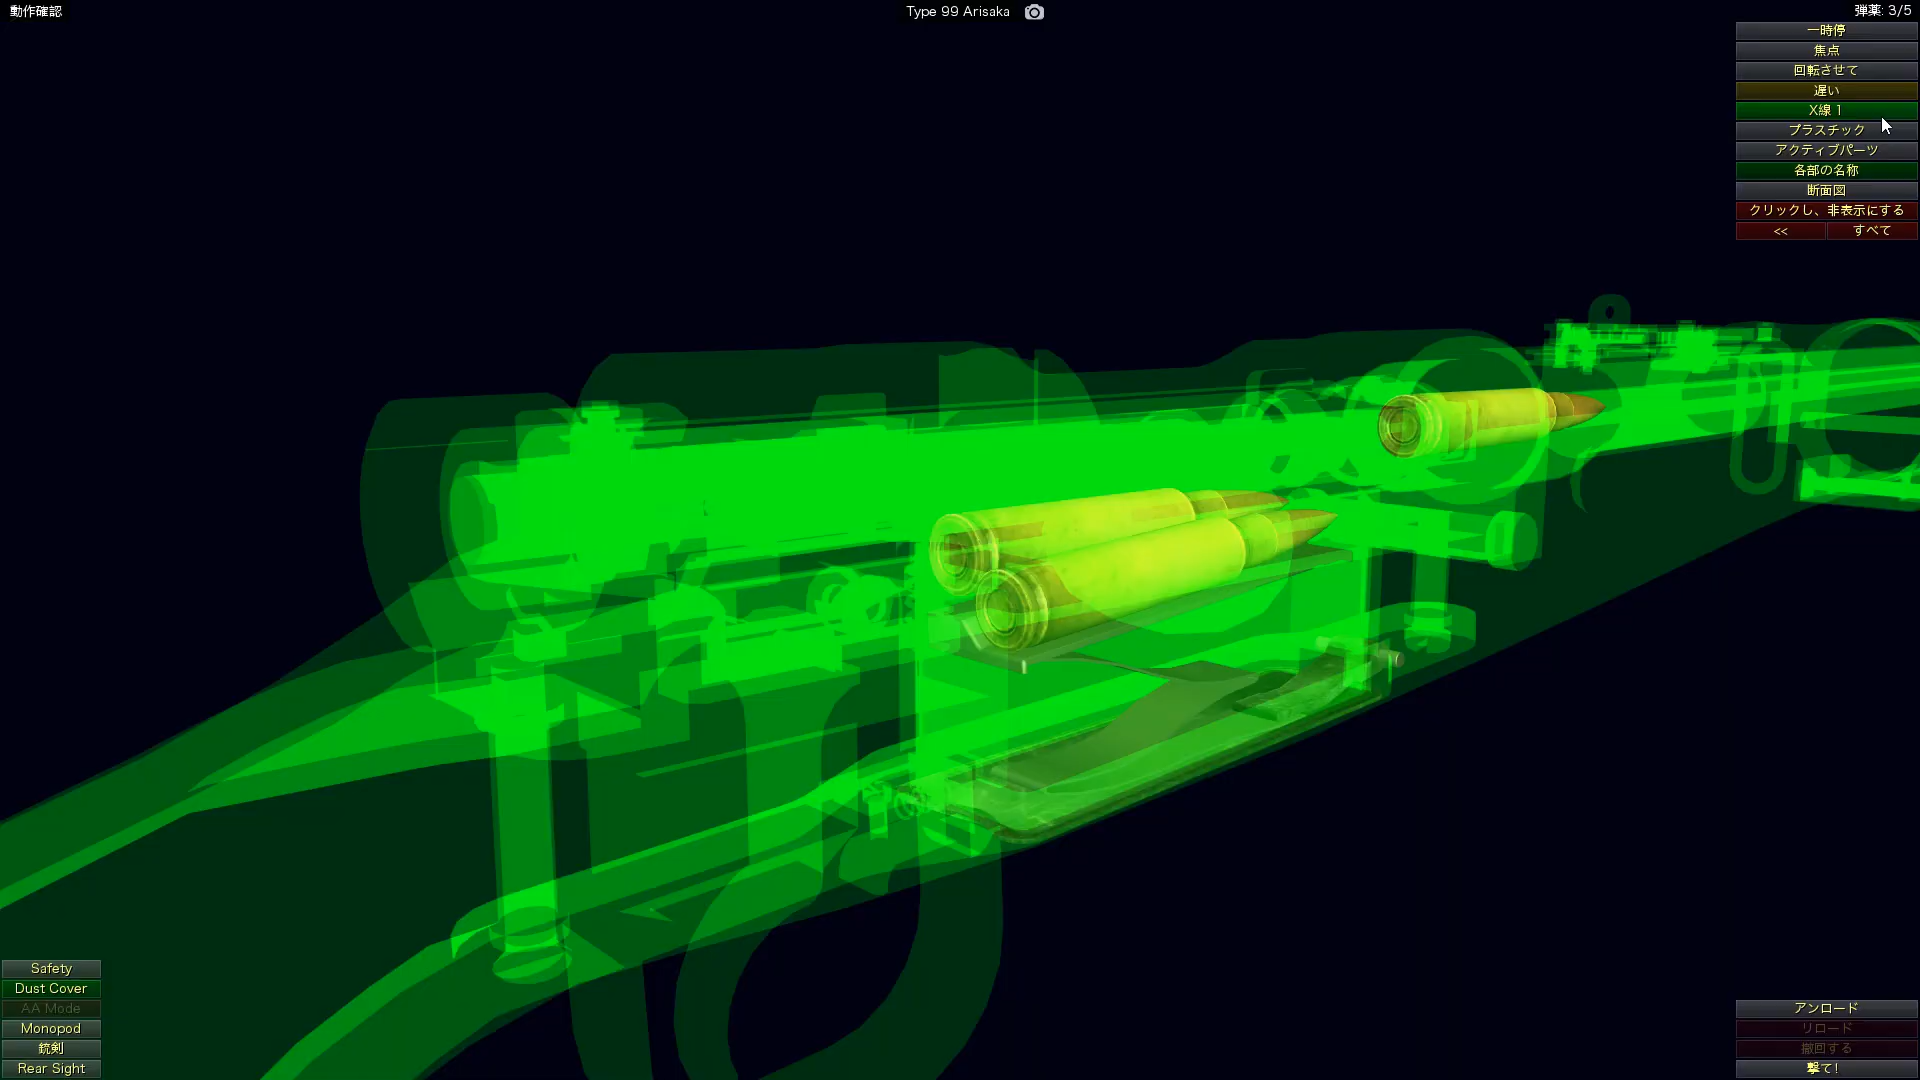 動作確認
Type 99 Arisaka
弾薬: 3/5
一時停
焦点
回転させて
遅い
X線 1
プラスチック
アクティブパーツ
各部の名称
断面図
クリックし、非表示にする
<< すべて
Safety
Dust Cover
AA Mode
Monopod
銃剣
Rear Sight
アンロード
リロード
撤回する
撃て!